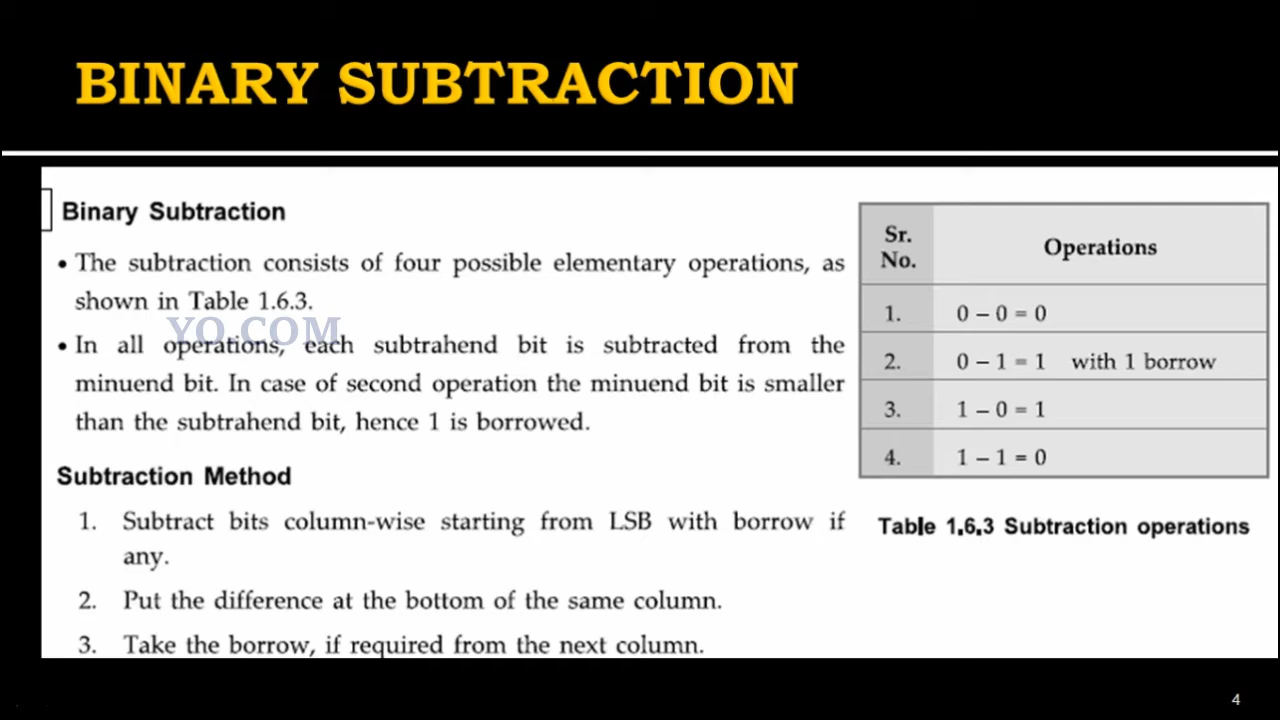 BINARY SUBTRACTION
Binary Subtraction
• The subtraction consists of four possible elementary operations, as
shown in Table 1.6.3.
YO.COM
• In all operations, each subtrahend bit is subtracted from the
minuend bit. In case of second operation the minuend bit is smaller
than the subtrahend bit, hence 1 is borrowed.
Subtraction Method
1. Subtract bits column-wise starting from LSB with borrow if
any.
2. Put the difference at the bottom of the same column.
3. Take the borrow, if required from the next column.
Sr.
No.
Operations
1. 0 – 0 = 0
2. 0 – 1 = 1 with 1 borrow
3. 1 – 0 = 1
4. 1 – 1 = 0
Table 1.6.3 Subtraction operations
4